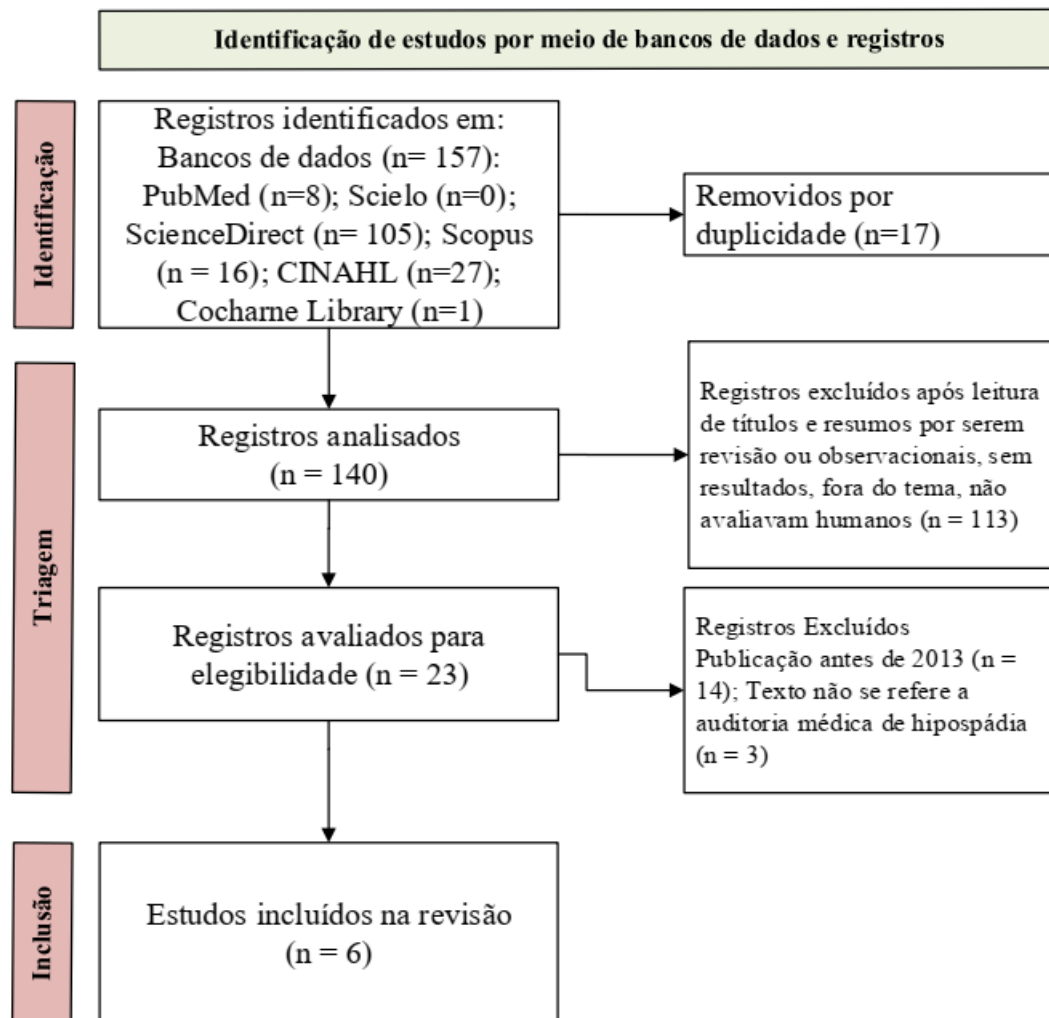 Identificação de estudos por meio de bancos de dados e registros
Identificação
Registros identificados em:
Bancos de dados (n= 157):
PubMed (n=8); Scielo (n=0);
ScienceDirect (n= 105); Scopus
(n = 16); CINAHL (n=27);
Cocharne Library (n=1)
Removidos por
duplicidade (n=17)
Triagem
Registros analisados
(n = 140)
Registros excluídos após leitura
de títulos e resumos por serem
revisão ou observacionais, sem
resultados, fora do tema, não
avaliavam humanos (n = 113)
Registros avaliados para
elegibilidade (n = 23)
Registros Excluídos
Publicação antes de 2013 (n =
14); Texto não se refere a
auditoria médica de hipospádia
(n = 3)
Inclusão
Estudos incluídos na revisão
(n = 6)